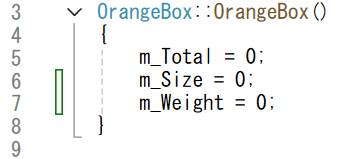 3 OrangeBox::OrangeBox()
4 {
5 m_Total = 0;
6 m_Size = 0;
7 m_Weight = 0;
8 }
9